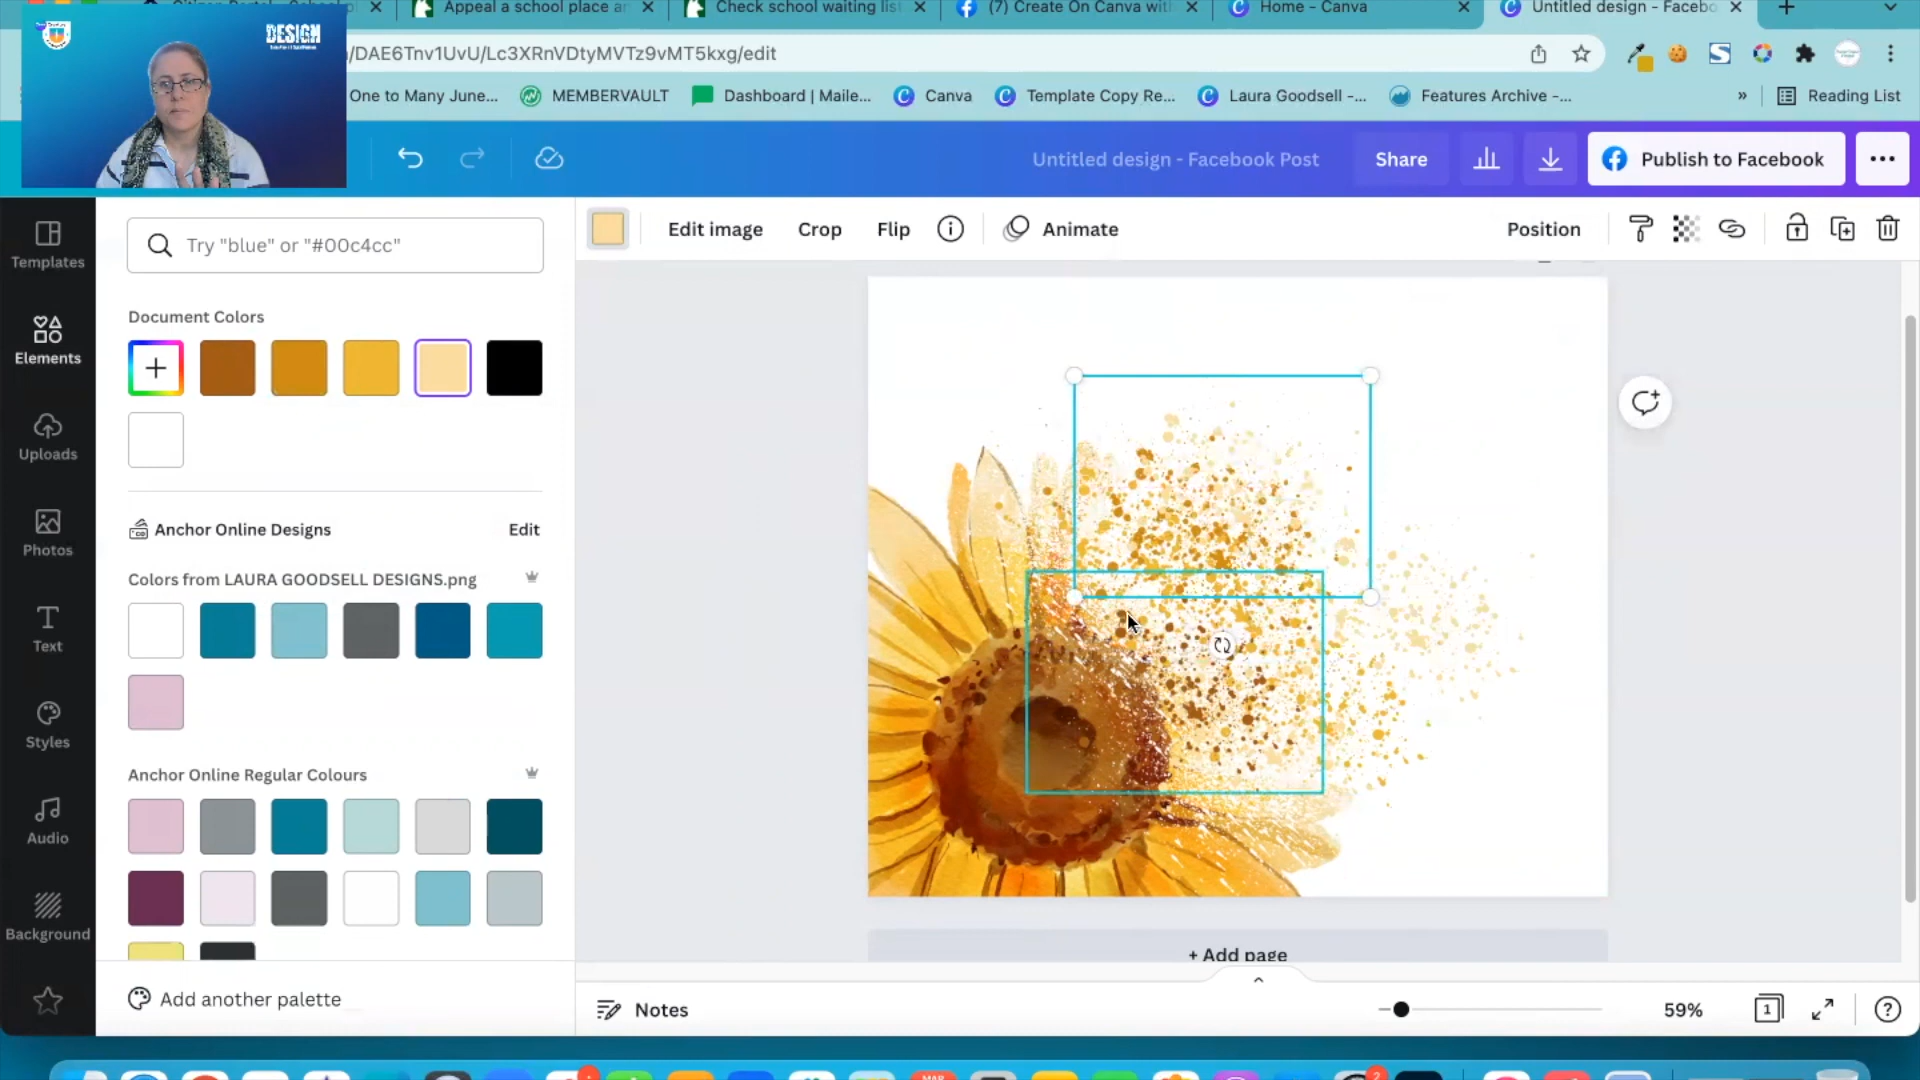 Appeal a school place a
Check school waiting lis
(7) Create On Canva wit
Home - Canva
Untitled design - Facebo
DESIGN
/DAE6Tnv1UvU/Lc3XRnVDtyMVTz9vMT5kxg/edit
One to Many June...
MEMBERVAULT
Dashboard | Maile...
Canva
Template Copy Re...
Laura Goodsell -...
Features Archive -...
»
Reading List
Untitled design - Facebook Post
Share
Publish to Facebook
Templates
Elements
Uploads
Photos
Text
Styles
Audio
Background
Try "blue" or "#00c4cc"
Edit image
Crop
Flip
Animate
Position
Document Colors
Anchor Online Designs
Edit
Colors from LAURA GOODSELL DESIGNS.png
Anchor Online Regular Colours
Add another palette
+ Add page
Notes
59%
1
MAR
2